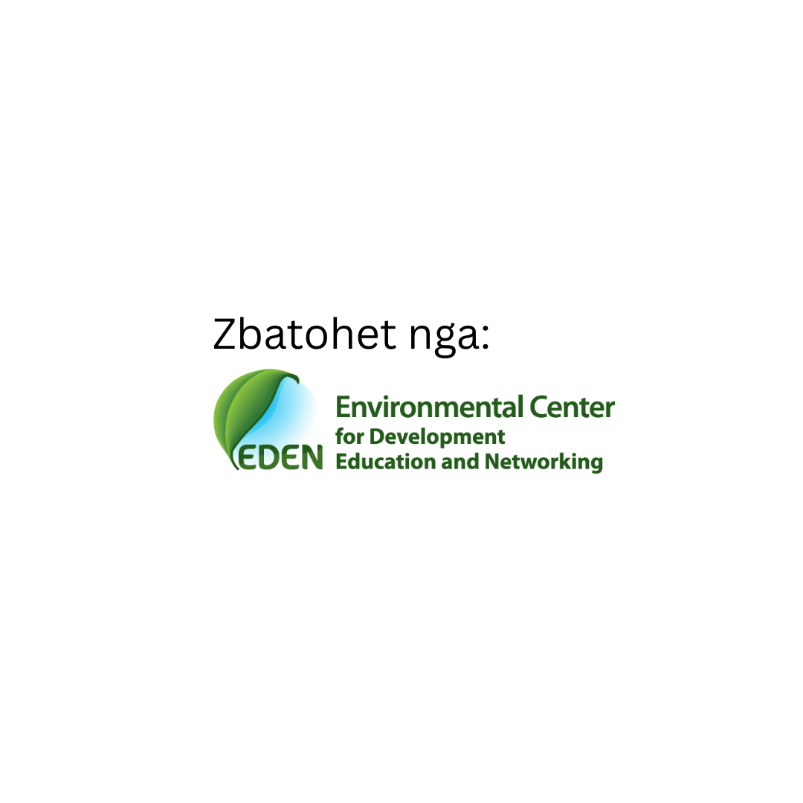 Zbatohet nga:
EDEN
Environmental Center
for Development
Education and Networking